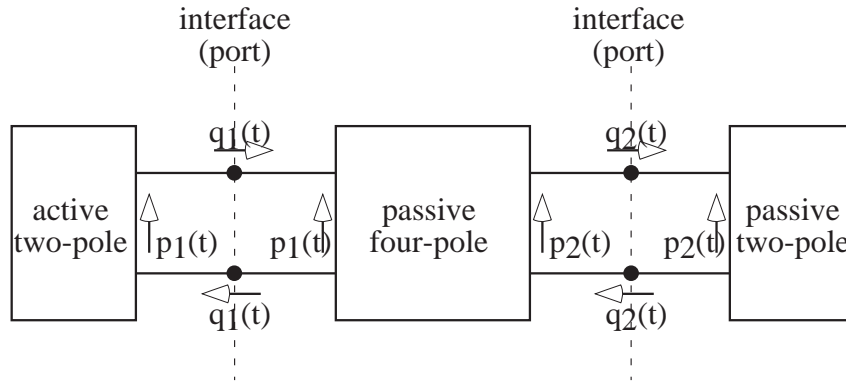 interface
(port)
interface
(port)
q1(t)
q2(t)
active
two-pole
p1(t)
p1(t)
passive
four-pole
p2(t)
p2(t)
passive
two-pole
q1(t)
q2(t)